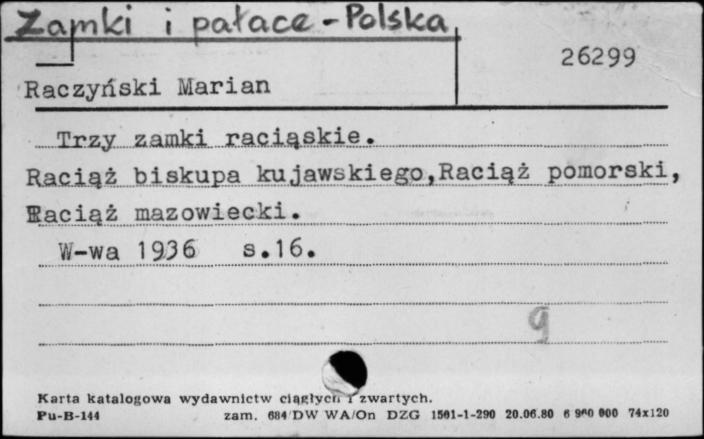 Zamki i pałace - Polska
26299
Raczyński Marian
Trzy zamki raciąskie.
Raciąż biskupa kujawskiego,Raciąż pomorski,
Raciąż mazowiecki.
W-wa 1936 s.16.
g
Karta katalogowa wydawnictw ciągłych i zwartych.
Pu-B-144 zam. 684/DW WA/On DZG 1501-1-290 20.06.80 6 900 000 74x120